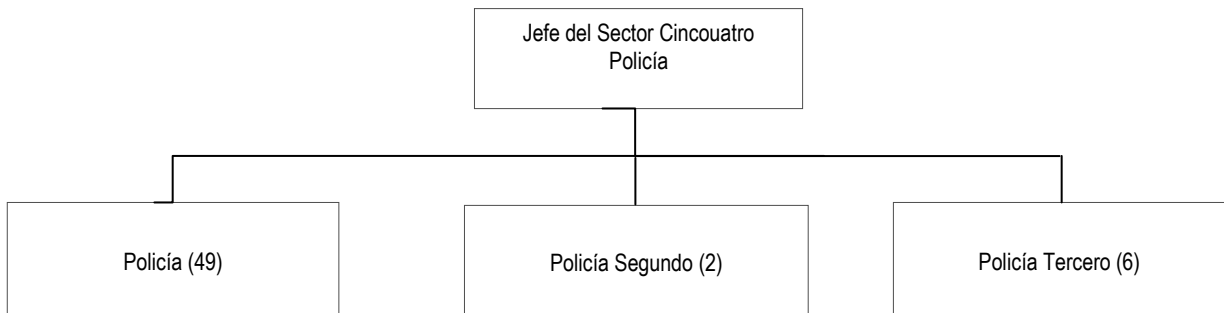 Jefe del Sector Cincouatro
Policía
Policía (49)
Policía Segundo (2)
Policía Tercero (6)